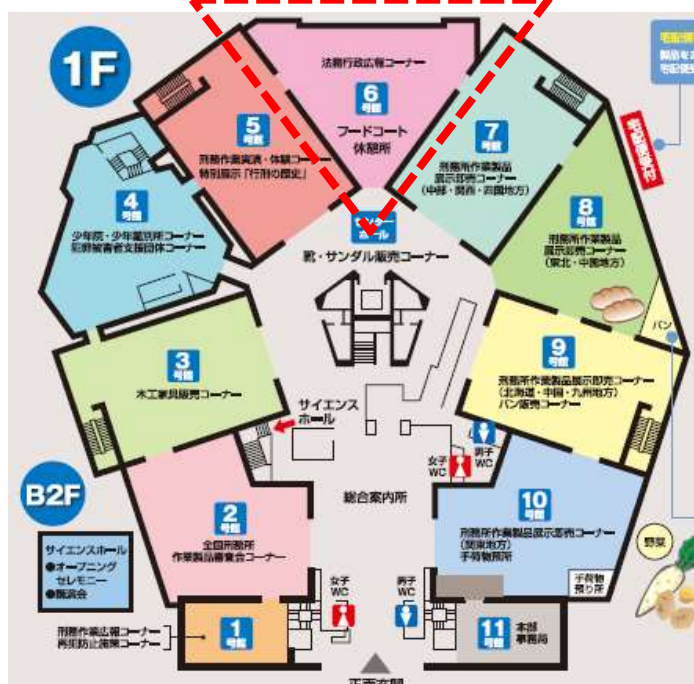 1F
法務行政広報コーナー
6
号館
フードコート
休憩所
5
号館
刑務作業実演・体験コーナー
特別展示「行刑の歴史」
7
号館
刑務所作業製品
展示即売コーナー
(中部・関西・四国地方)
4
号館
少年院・少年鑑別所コーナー
犯罪被害者支援団体コーナー
8
号館
刑務所作業製品
展示即売コーナー
(東北・中国地方)
パン
ホール
靴・サンダル販売コーナー
3
号館
木工家具販売コーナー
9
号館
刑務所作業製品展示即売コーナー
(北海道・中国・九州地方)
パン販売コーナー
サイエンス
ホール
女子
WC
男子
WC
総合案内所
B2F
サイエンスホール
●オープニング
セレモニー
2
号館
全国刑務所
作業製品審査会コーナー
10
号館
刑務所作業製品展示即売コーナー
(関東地方)
手荷物預所
手荷物
預り所
野菜
女子
WC
男子
WC
刑務作業広報コーナー
再犯防止施策コーナー
1
号館
11
号館
本部
事務局
正面玄関